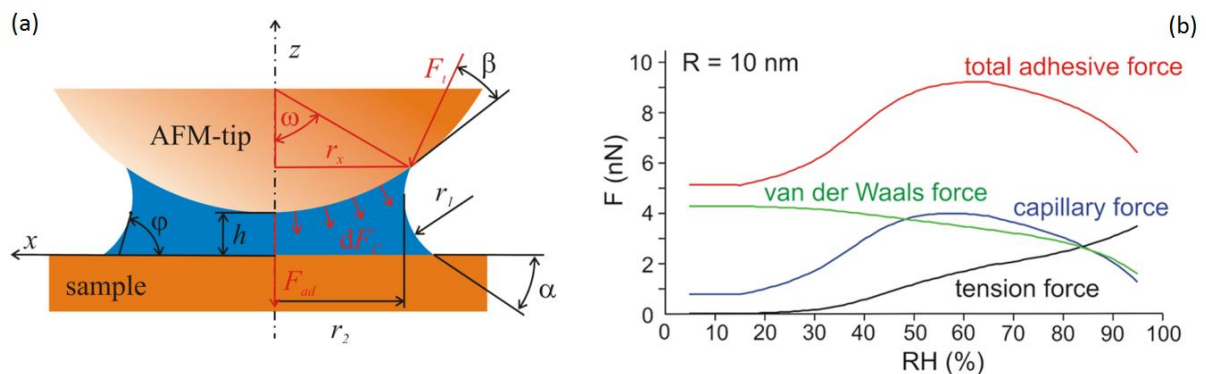 (a)
z
F_t
β
ω
AFM-tip
r_x
r_1
φ
h
dF_C
x
F_ad
sample
α
r_2
(b)
10
8
6
4
2
0
F (nN)
R = 10 nm
total adhesive force
van der Waals force
capillary force
tension force
0 10 20 30 40 50 60 70 80 90 100
RH (%)